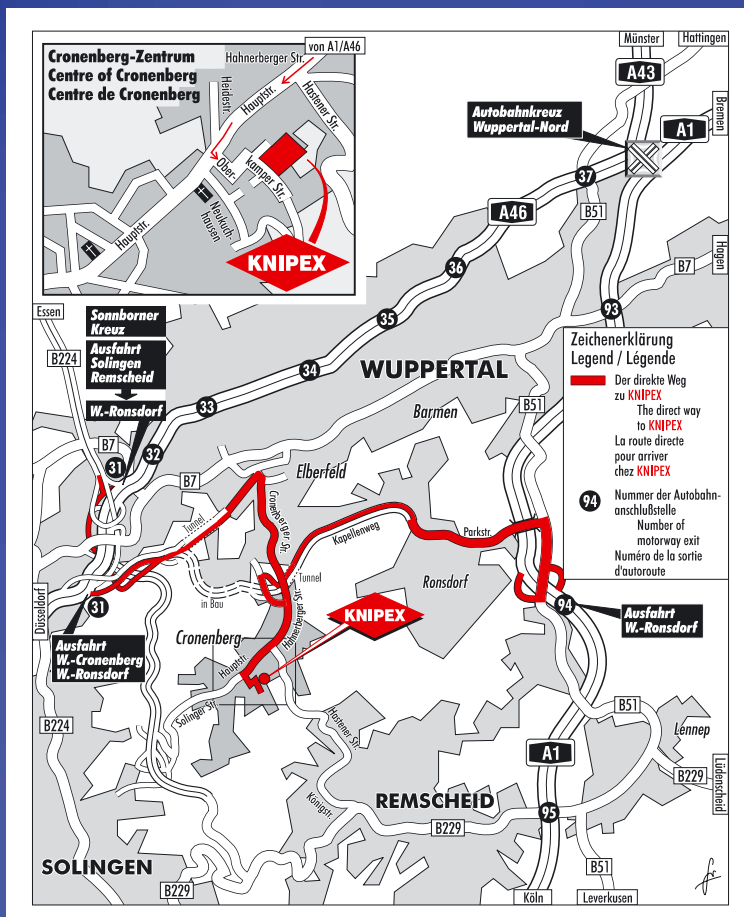 Cronenberg-Zentrum
Centre of Cronenberg
Centre de Cronenberg
Hahnerberger Str.
von A1/A46
Heidestr.
Hauptstr.
Hastener Str.
Ober-
kamper Str.
Neukuch-
hausen
Hauptstr.
KNIPEX
Münster
Hattingen
A43
Bremen
A1
Autobahnkreuz
Wuppertal-Nord
37
A46
B51
36
Hagen
B7
93
35
34
33
32
31
Essen
B224
Sonnborner
Kreuz
Ausfahrt
Solingen
Remscheid
W.-Ronsdorf
B7
WUPPERTAL
Barmen
B51
Elberfeld
B7
Zeichenerklärung
Legend / Légende
Der direkte Weg
zu KNIPEX
The direct way
to KNIPEX
La route directe
pour arriver
chez KNIPEX
94
Nummer der Autobahn-
anschlußstelle
Number of
motorway exit
Numéro de la sortie
d'autoroute
Tunnel
Cronenberger Str.
Kapellenweg
Parkstr.
Tunnel
in Bau
Ronsdorf
Hahnerberger Str.
Düsseldorf
31
Ausfahrt
W.-Cronenberg
W.-Ronsdorf
94
Ausfahrt
W.-Ronsdorf
Cronenberg
KNIPEX
Hauptstr.
Solinger Str.
Hastener Str.
B224
B51
Lennep
A1
B229
Lüdenscheid
Königstr.
REMSCHEID
B229
95
SOLINGEN
B229
B51
Köln
Leverkusen